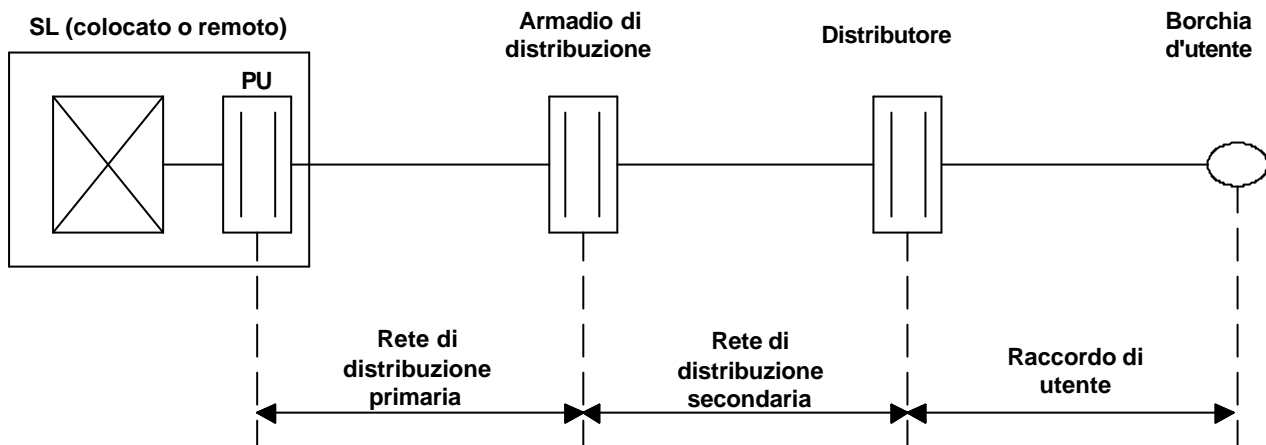 SL (colocato o remoto)
PU
Armadio di
distribuzione
Distributore
Borchia
d'utente
Rete di
distribuzione
primaria
Rete di
distribuzione
secondaria
Raccordo di
utente